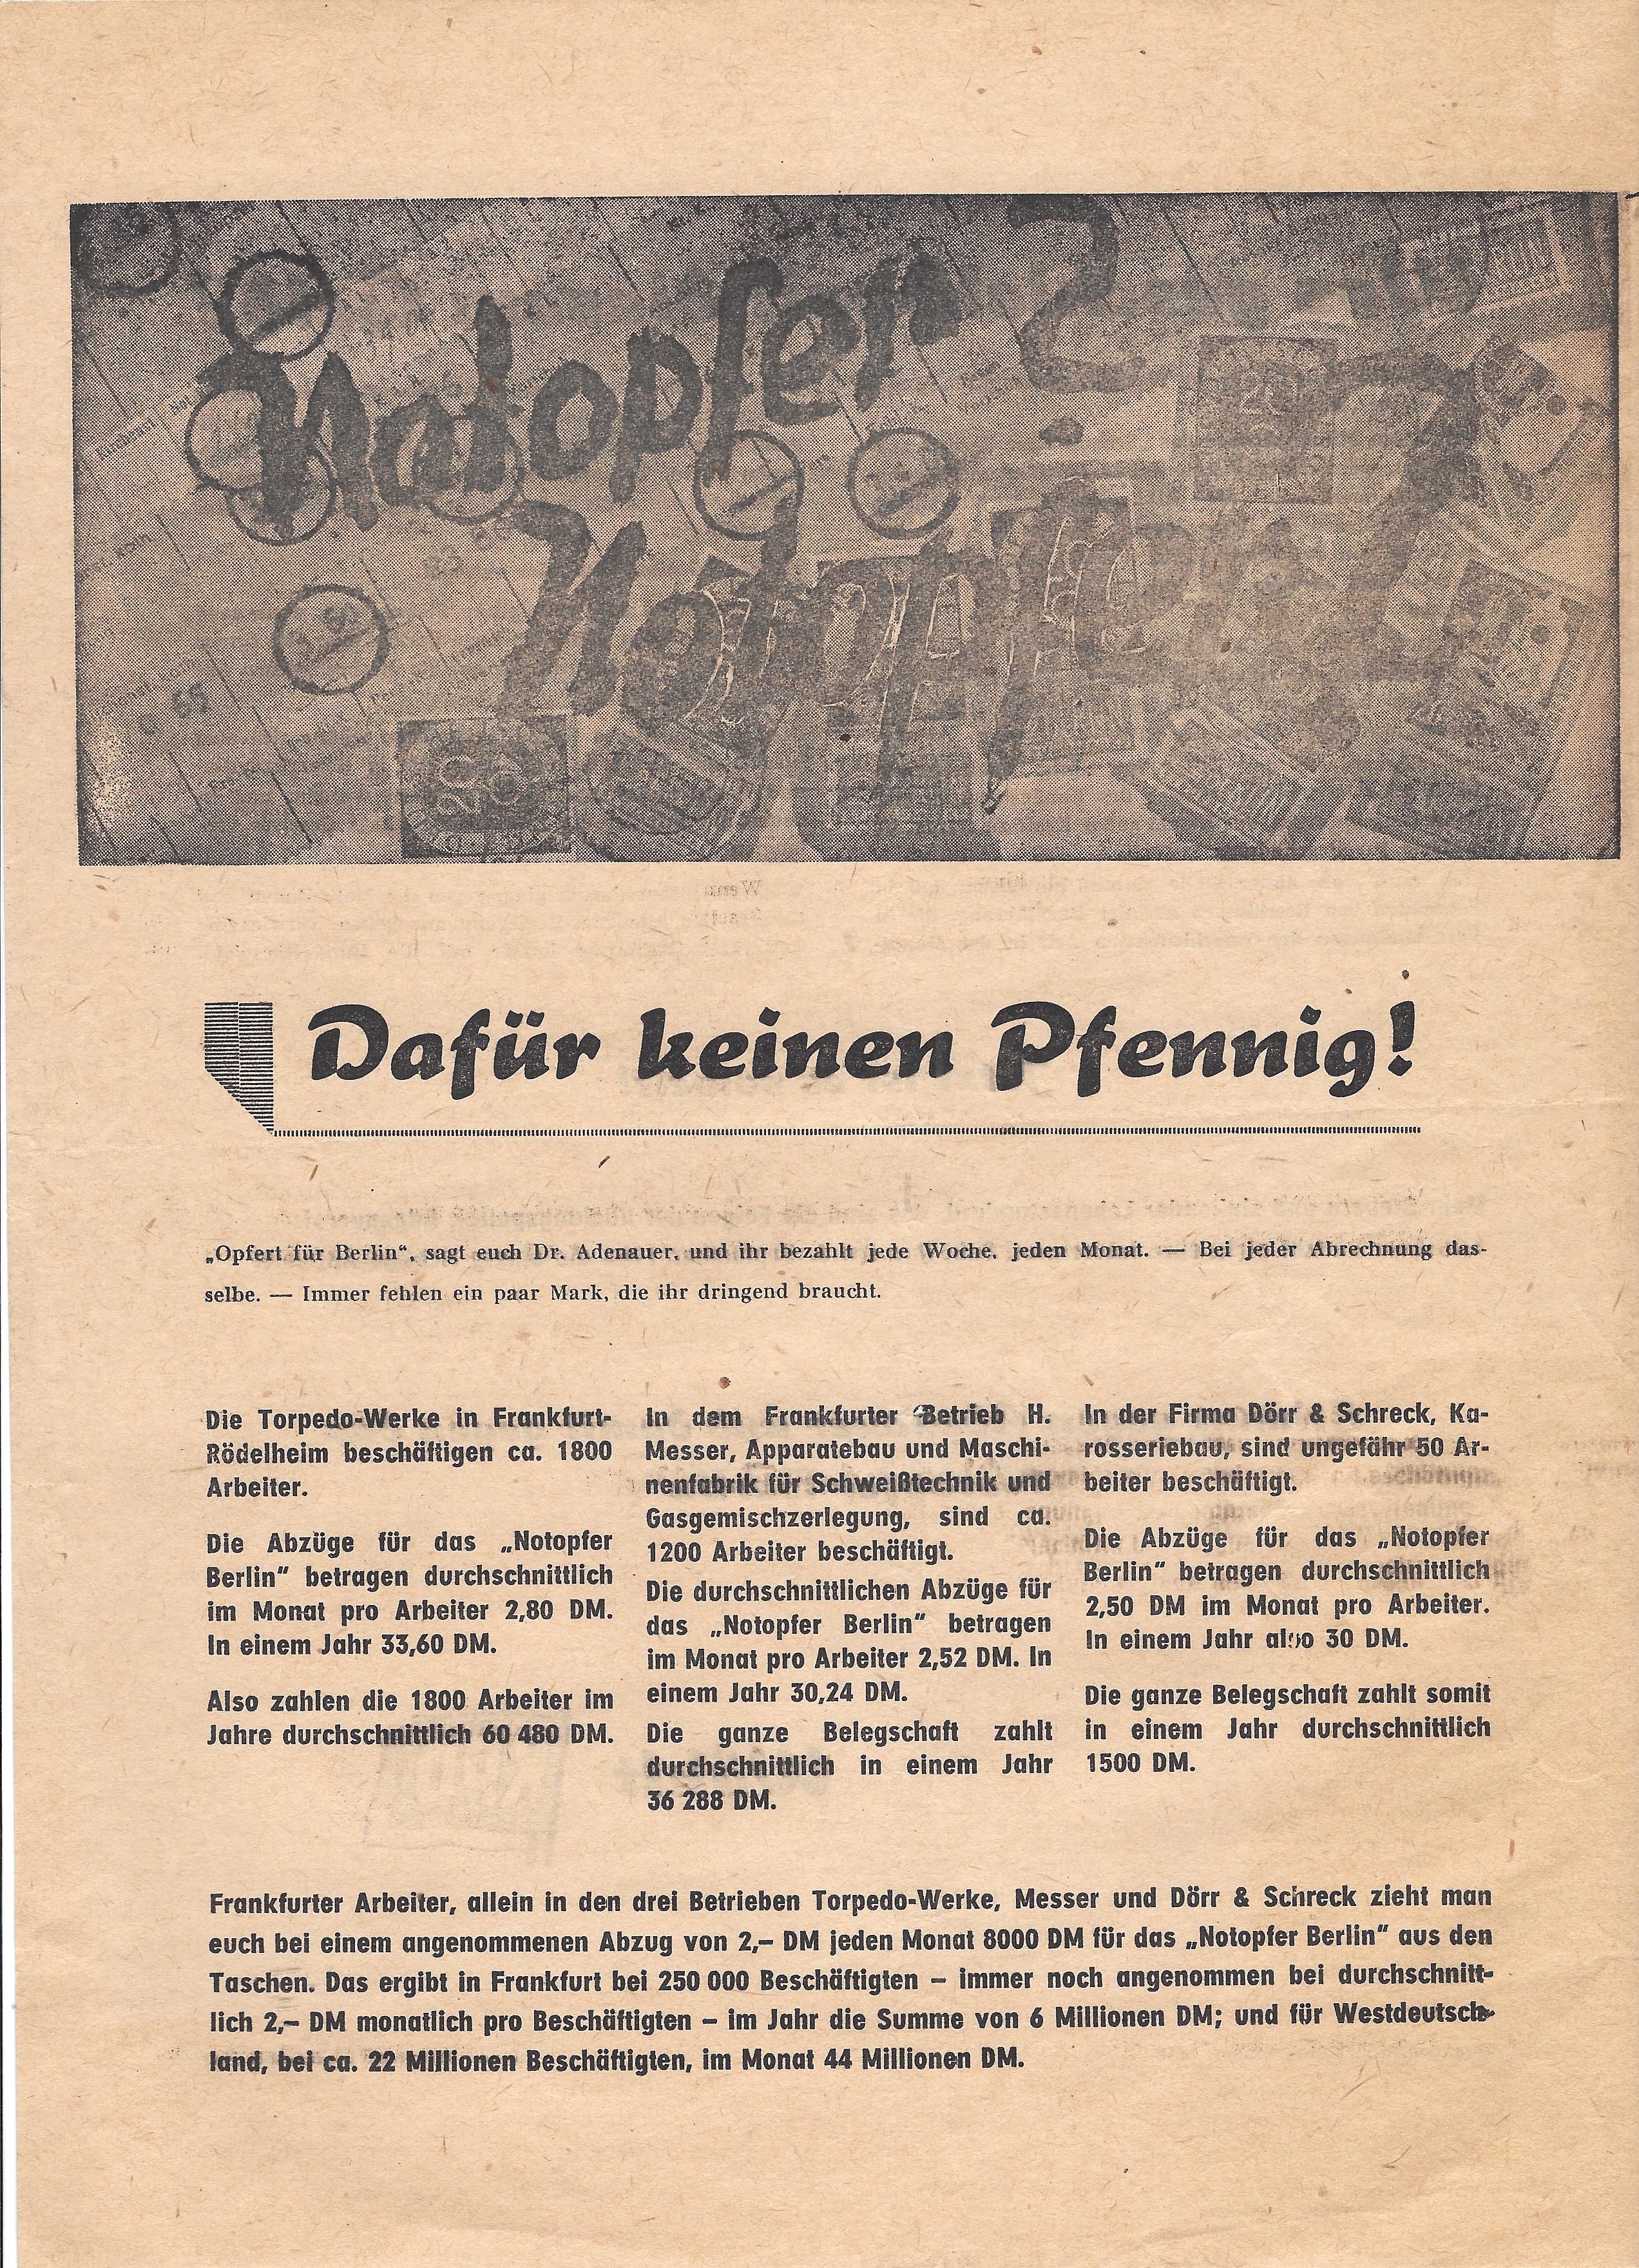 Notopfer?
Notopfer?
Dafür keinen Pfennig!
„Opfert für Berlin“, sagt euch Dr. Adenauer, und ihr bezahlt jede Woche, jeden Monat. — Bei jeder Abrechnung das-
selbe. — Immer fehlen ein paar Mark, die ihr dringend braucht.
Die Torpedo-Werke in Frankfurt-
Rödelheim beschäftigen ca. 1800
Arbeiter.
Die Abzüge für das „Notopfer
Berlin“ betragen durchschnittlich
im Monat pro Arbeiter 2,80 DM.
In einem Jahr 33,60 DM.
Also zahlen die 1800 Arbeiter im
Jahre durchschnittlich 60 480 DM.
In dem Frankfurter Betrieb H.
Messer, Apparatebau und Maschi-
nenfabrik für Schweißtechnik und
Gasgemischzerlegung, sind ca.
1200 Arbeiter beschäftigt.
Die durchschnittlichen Abzüge für
das „Notopfer Berlin“ betragen
im Monat pro Arbeiter 2,52 DM. In
einem Jahr 30,24 DM.
Die ganze Belegschaft zahlt
durchschnittlich in einem Jahr
36 288 DM.
In der Firma Dörr & Schreck, Ka-
rosseriebau, sind ungefähr 50 Ar-
beiter beschäftigt.
Die Abzüge für das „Notopfer
Berlin“ betragen durchschnittlich
2,50 DM im Monat pro Arbeiter.
In einem Jahr also 30 DM.
Die ganze Belegschaft zahlt somit
in einem Jahr durchschnittlich
1500 DM.
Frankfurter Arbeiter, allein in den drei Betrieben Torpedo-Werke, Messer und Dörr & Schreck zieht man
euch bei einem angenommenen Abzug von 2,– DM jeden Monat 8000 DM für das „Notopfer Berlin“ aus den
Taschen. Das ergibt in Frankfurt bei 250 000 Beschäftigten – immer noch angenommen bei durchschnitt-
lich 2,– DM monatlich pro Beschäftigten – im Jahr die Summe von 6 Millionen DM; und für Westdeutsch-
land, bei ca. 22 Millionen Beschäftigten, im Monat 44 Millionen DM.